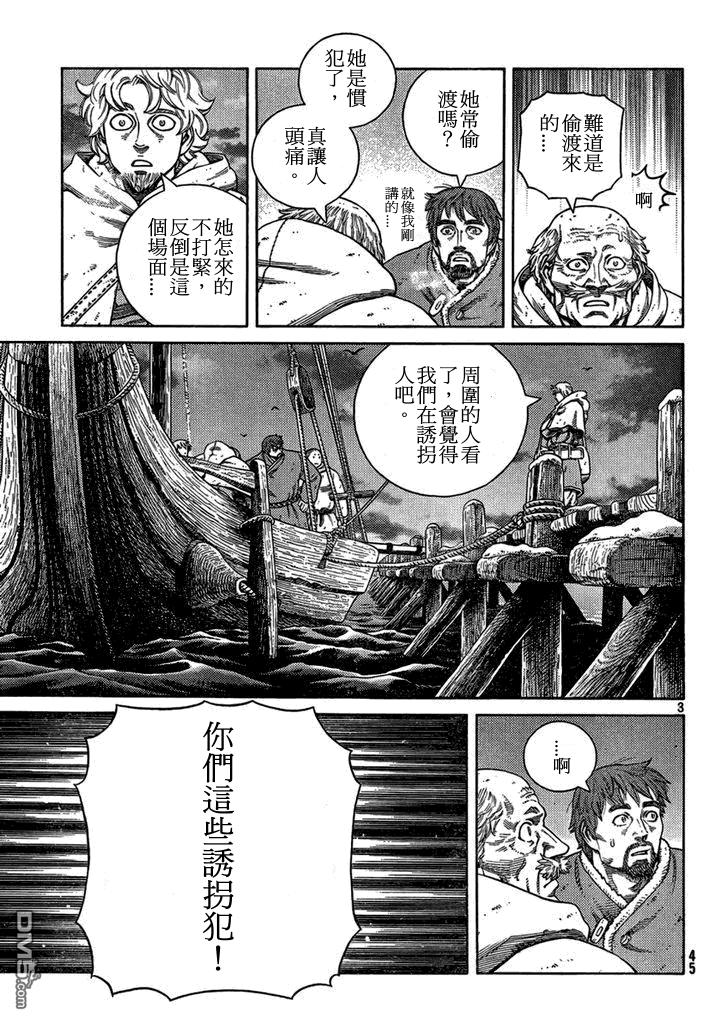 難道是
偷渡來
的……
啊
她常偷
渡嗎？
就像我剛
講的……
她是慣
犯了，
真讓人
頭痛。
她怎來的
不打緊，
反倒是這
個場面
……
周圍的人看
了，會覺得
我們在誘拐
人吧。
3
…啊
你們這些誘拐犯！
45
DM5.com